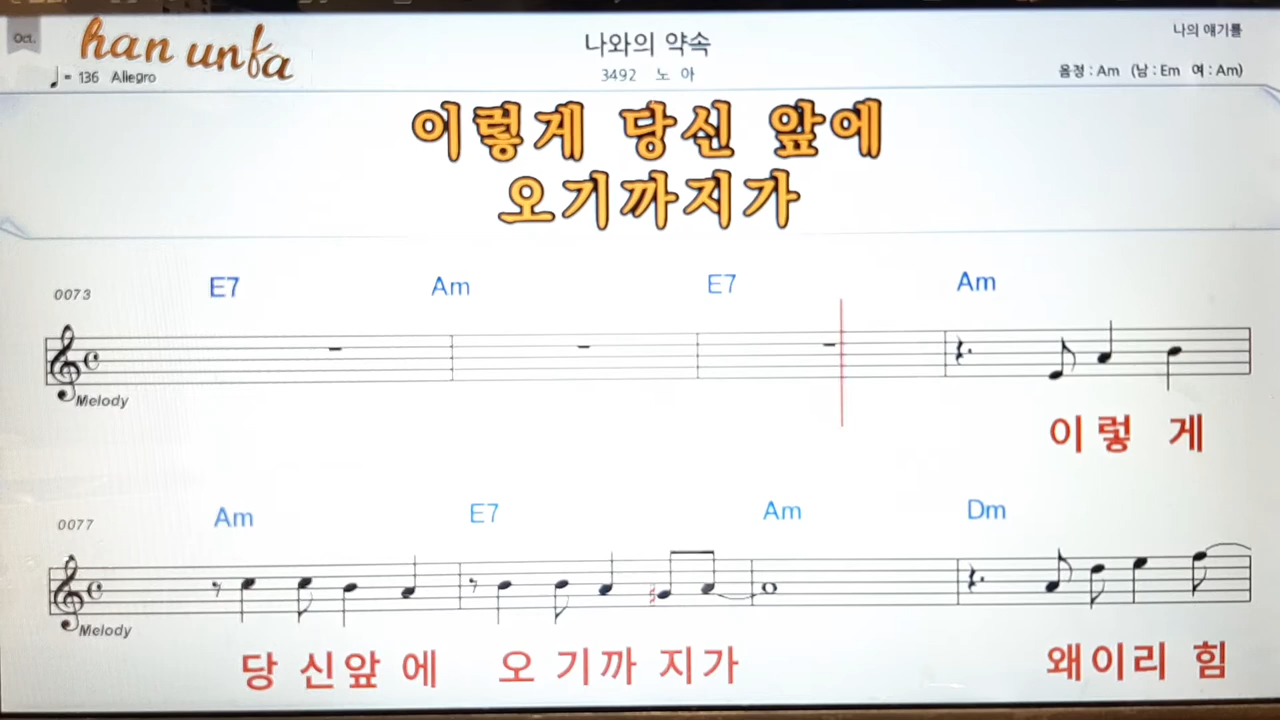 Oct.
han unfa
나와의 약속
나의 얘기를
♩ = 136 Allegro
3492 노 아
음정 : Am (남 : Em 여 : Am)
이렇게 당신 앞에
오기까지가
0073
E7 Am E7 Am
Melody
이 렇 게
0077
Am E7 Am Dm
Melody
당 신앞 에 오 기까 지가 왜이리 힘